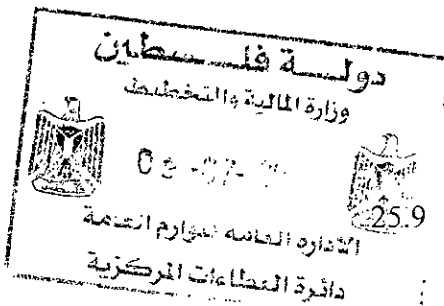 دولة فلسطين
وزارة المالية والتخطيط
25.9
الادارة العامة للوازم العامة
دائرة العطاءات المركزية